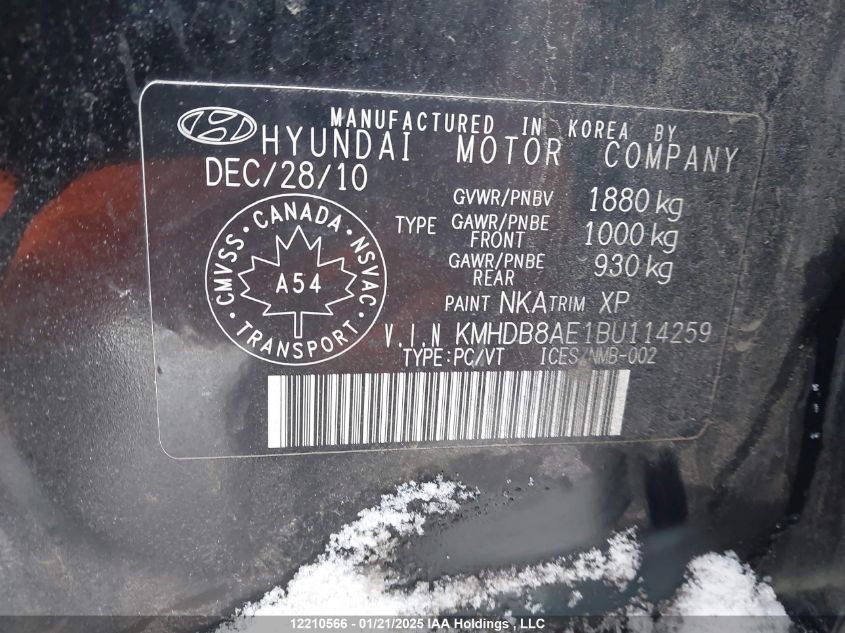 MANUFACTURED IN KOREA BY
HYUNDAI MOTOR COMPANY
DEC/28/10
GVWR/PNBV 1880 kg
TYPE GAWR/PNBE FRONT 1000 kg
GAWR/PNBE REAR 930 kg
CMVSS · CANADA · NSVAC · TRANSPORT ·
A54
PAINT NKA TRIM XP
V.I.N KMHDB8AE1BU114259
TYPE:PC/VT ICES/NMB-002
12210566 - 01/21/2025 IAA Holdings , LLC